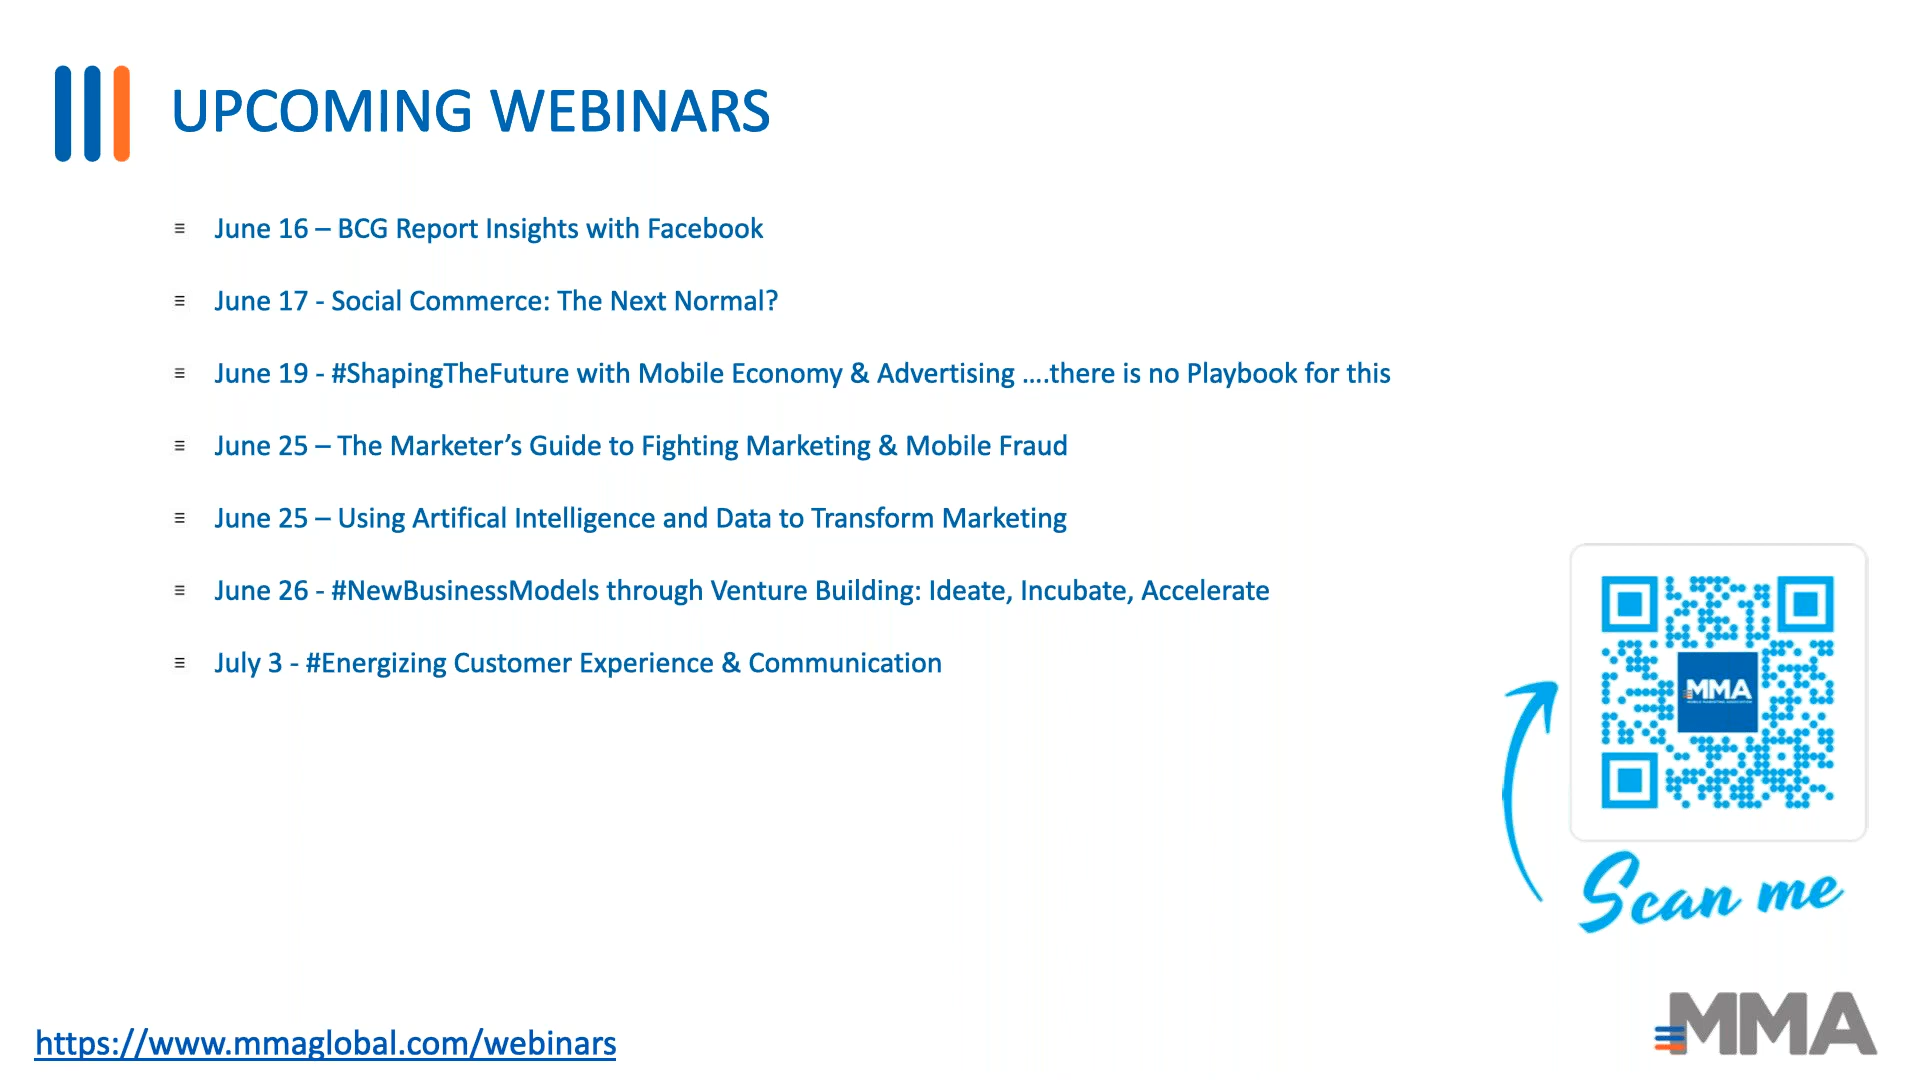 UPCOMING WEBINARS
June 16 – BCG Report Insights with Facebook
June 17 - Social Commerce: The Next Normal?
June 19 - #ShapingTheFuture with Mobile Economy & Advertising ....there is no Playbook for this
June 25 – The Marketer’s Guide to Fighting Marketing & Mobile Fraud
June 25 – Using Artifical Intelligence and Data to Transform Marketing
June 26 - #NewBusinessModels through Venture Building: Ideate, Incubate, Accelerate
July 3 - #Energizing Customer Experience & Communication
MMA
MOBILE MARKETING ASSOCIATION
Scan me
https://www.mmaglobal.com/webinars
MMA